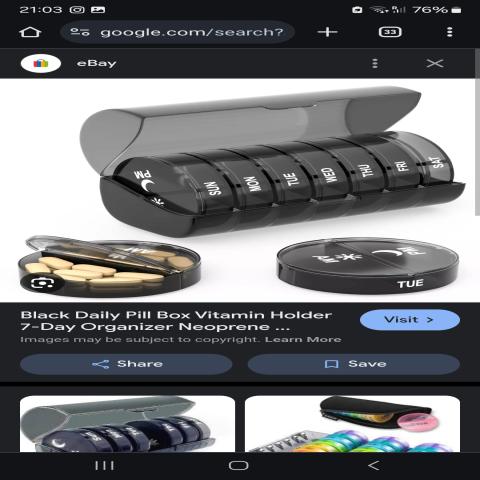 21:03
76%
google.com/search?
33
eBay
PM
SUN
MON
TUE
WED
THU
FRI
SAT
AM
AM
PM
TUE
Black Daily Pill Box Vitamin Holder
7-Day Organizer Neoprene ...
Visit >
Images may be subject to copyright. Learn More
Share
Save